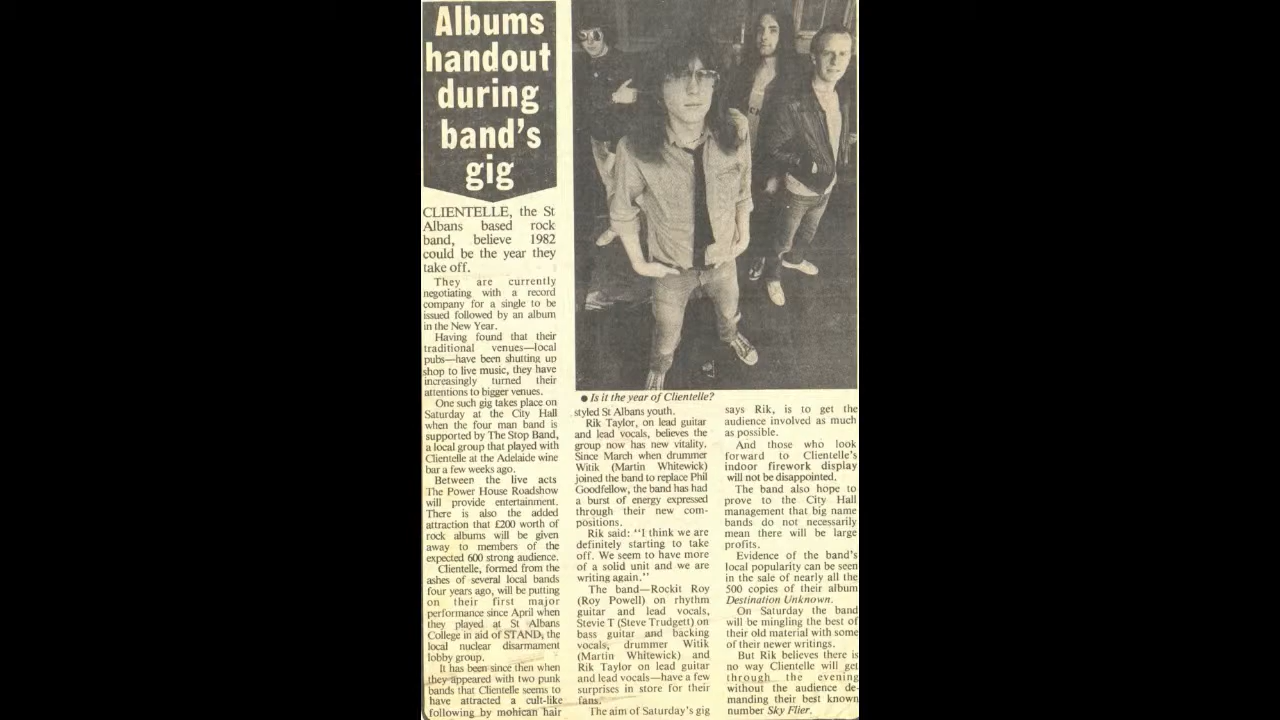 Albums
handout
during
band's
gig
CLIENTELLE, the St
Albans based rock
band, believe 1982
could be the year they
take off.
They are currently
negotiating with a record
company for a single to be
issued followed by an album
in the New Year.
Having found that their
traditional venues—local
pubs—have been shutting up
shop to live music, they have
increasingly turned their
attentions to bigger venues.
One such gig takes place on
Saturday at the City Hall
when the four man band is
supported by The Stop Band,
a local group that played with
Clientelle at the Adelaide wine
bar a few weeks ago.
Between the live acts
The Power House Roadshow
will provide entertainment.
There is also the added
attraction that £200 worth of
rock albums will be given
away to members of the
expected 600 strong audience.
Clientelle, formed from the
ashes of several local bands
four years ago, will be putting
on their first major
performance since April when
they played at St Albans
College in aid of STAND, the
local nuclear disarmament
lobby group.
It has been since then when
they appeared with two punk
bands that Clientelle seems to
have attracted a cult-like
following by mohican hair
● Is it the year of Clientelle?
styled St Albans youth.
Rik Taylor, on lead guitar
and lead vocals, believes the
group now has new vitality.
Since March when drummer
Witik (Martin Whitewick)
joined the band to replace Phil
Goodfellow, the band has had
a burst of energy expressed
through their new com-
positions.
Rik said: "I think we are
definitely starting to take
off. We seem to have more
of a solid unit and we are
writing again."
The band—Rockit Roy
(Roy Powell) on rhythm
guitar and lead vocals,
Stevie T (Steve Trudgett) on
bass guitar and backing
vocals, drummer Witik
(Martin Whitewick) and
Rik Taylor on lead guitar
and lead vocals—have a few
surprises in store for their
fans.
The aim of Saturday's gig
says Rik, is to get the
audience involved as much
as possible.
And those who look
forward to Clientelle's
indoor firework display
will not be disappointed.
The band also hope to
prove to the City Hall
management that big name
bands do not necessarily
mean there will be large
profits.
Evidence of the band's
local popularity can be seen
in the sale of nearly all the
500 copies of their album
Destination Unknown.
On Saturday the band
will be mingling the best of
their old material with some
of their newer writings.
But Rik believes there is
no way Clientelle will get
through the evening
without the audience de-
manding their best known
number Sky Flier.